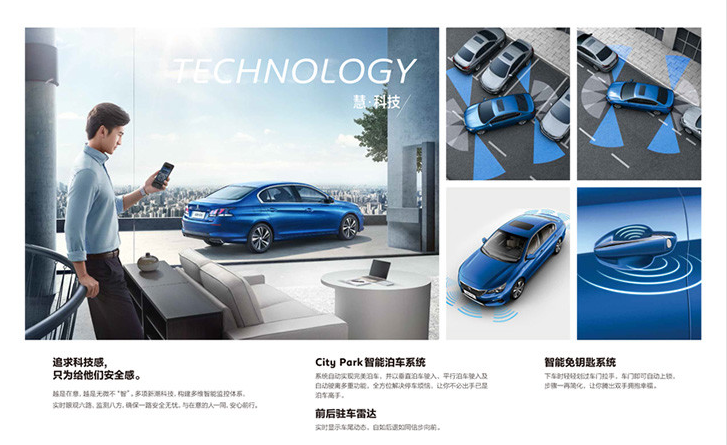 TECHNOLOGY
慧·科技
追求科技感，
只为给他们安全感。
越是在意，越是无微不“智”，多项新潮科技，构建多维智能监控体系，
实时眼观六路、监测八方，确保一路安全无忧，与在意的人一同，安心前行。
City Park智能泊车系统
系统自动实现完美泊车，并以垂直泊车驶入、平行泊车驶入及
自动驶离多重功能，全方位解决停车烦恼，让你不必出手已是
泊车高手。
前后驻车雷达
实时显示车尾动态，自如后退如同信步向前。
智能免钥匙系统
下车时轻轻划过车门拉手，车门即可自动上锁，
步骤一再简化，让你腾出双手拥抱幸福。